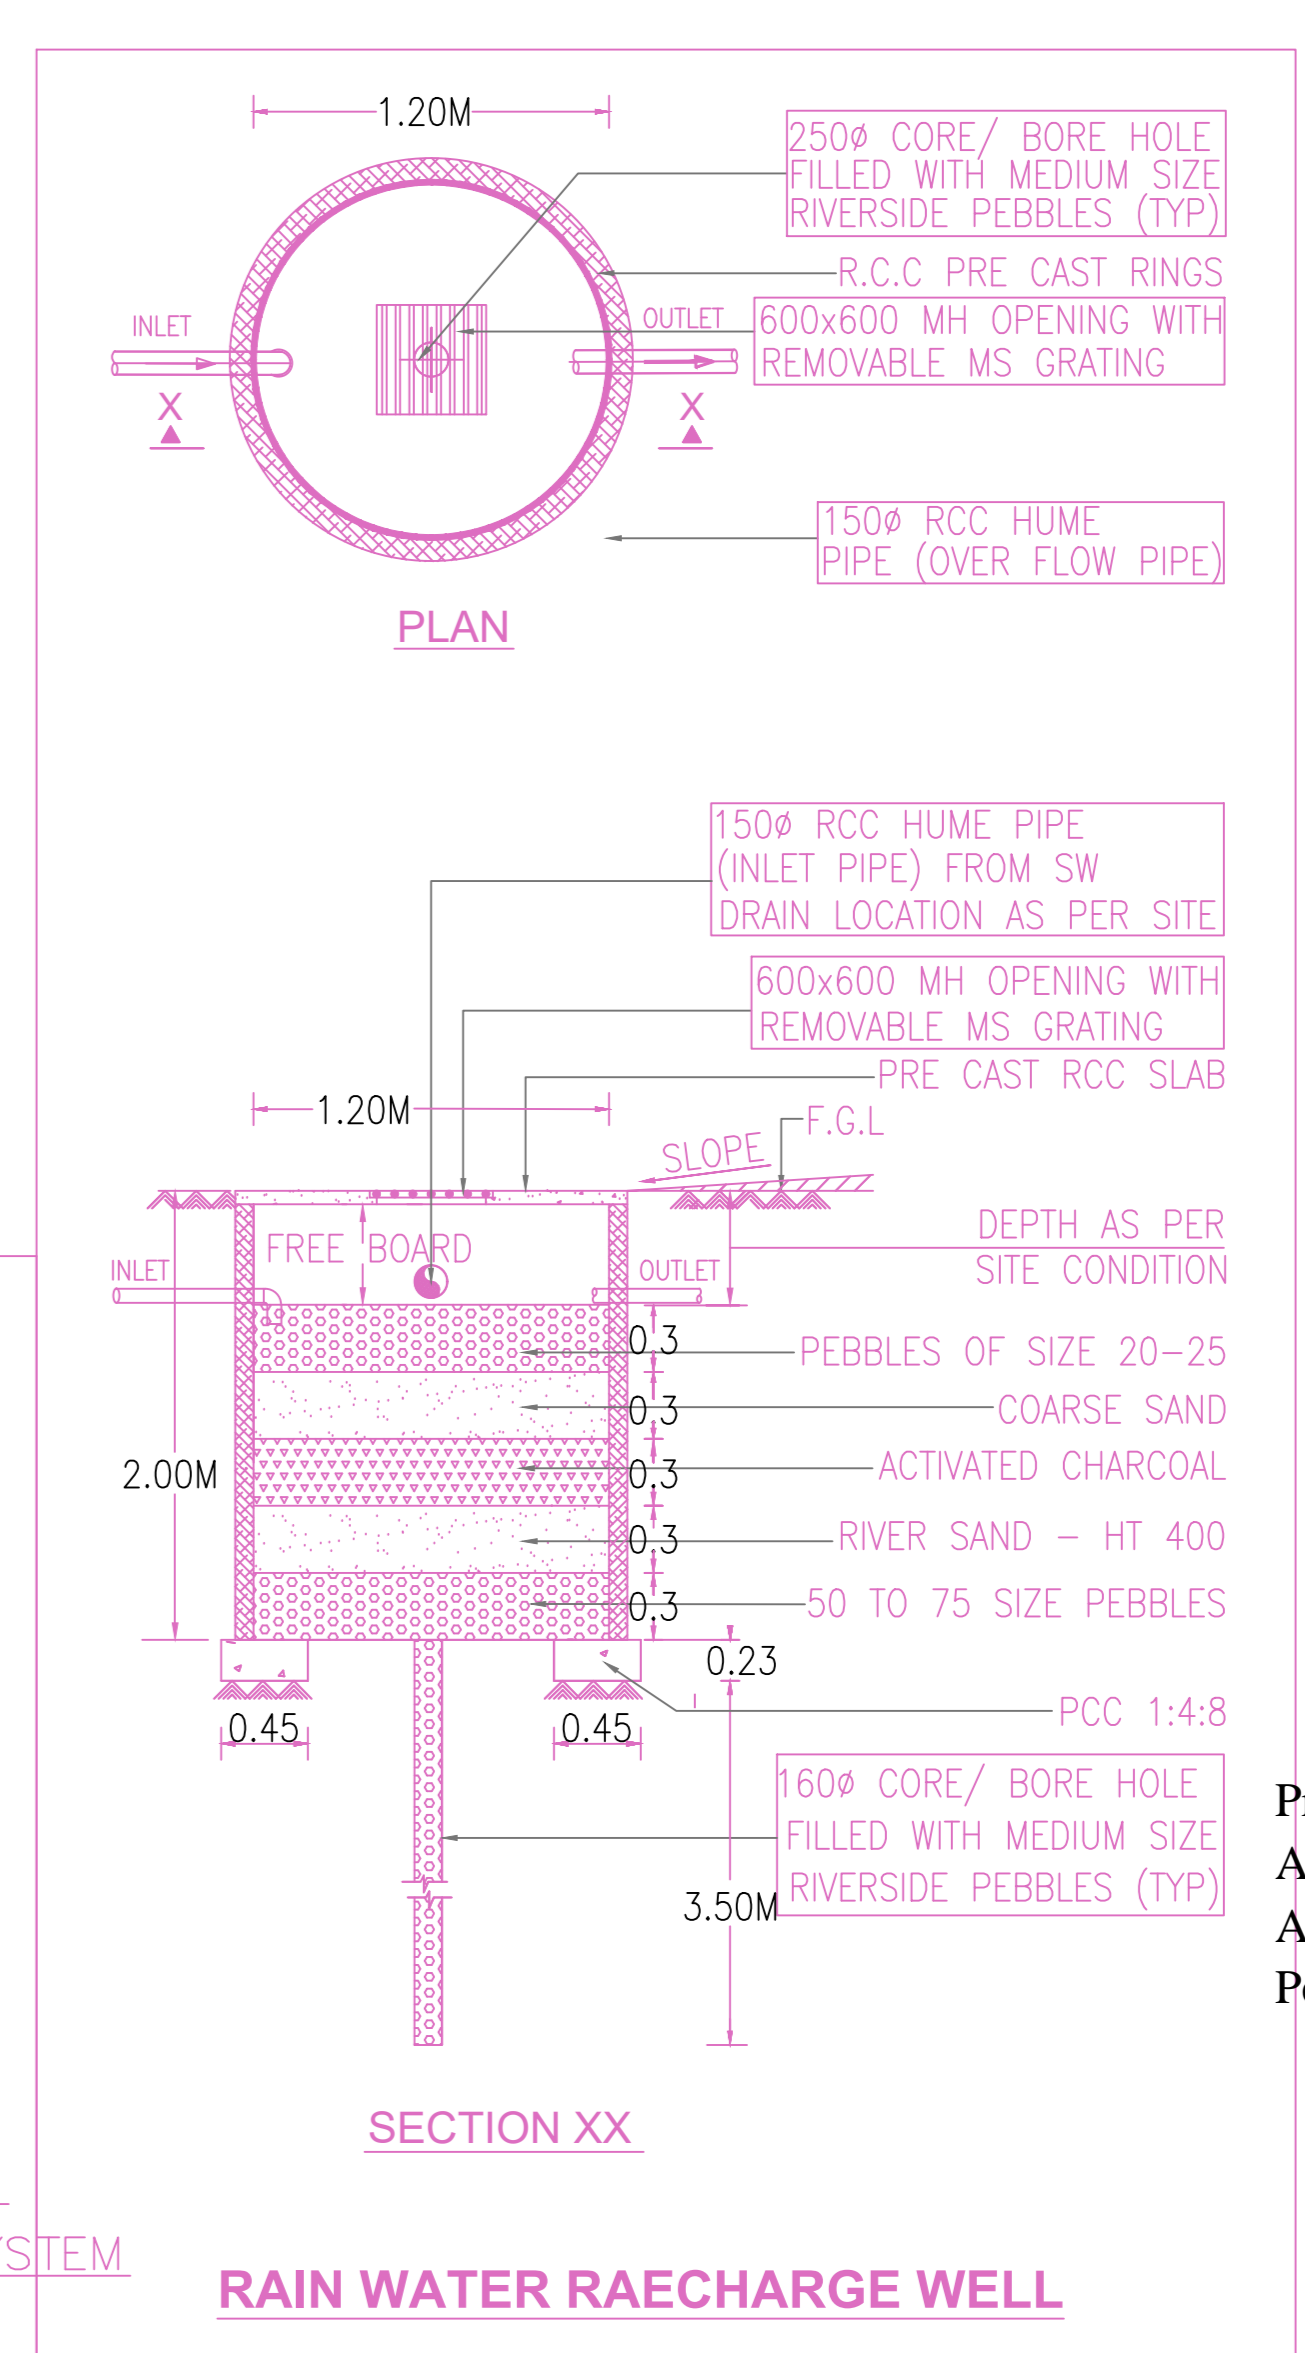 1.20M
250ø CORE/ BORE HOLE
FILLED WITH MEDIUM SIZE
RIVERSIDE PEBBLES (TYP)
R.C.C PRE CAST RINGS
INLET
OUTLET
600x600 MH OPENING WITH
REMOVABLE MS GRATING
X
X
150ø RCC HUME
PIPE (OVER FLOW PIPE)
PLAN
150ø RCC HUME PIPE
(INLET PIPE) FROM SW
DRAIN LOCATION AS PER SITE
600x600 MH OPENING WITH
REMOVABLE MS GRATING
PRE CAST RCC SLAB
1.20M
F.G.L
SLOPE
DEPTH AS PER
SITE CONDITION
FREE BOARD
INLET
OUTLET
0.3
PEBBLES OF SIZE 20-25
0.3
COARSE SAND
2.00M
0.3
ACTIVATED CHARCOAL
0.3
RIVER SAND - HT 400
0.3
50 TO 75 SIZE PEBBLES
0.23
PCC 1:4:8
0.45
0.45
160ø CORE/ BORE HOLE
FILLED WITH MEDIUM SIZE
RIVERSIDE PEBBLES (TYP)
3.50M
SECTION XX
YSTEM
RAIN WATER RAECHARGE WELL